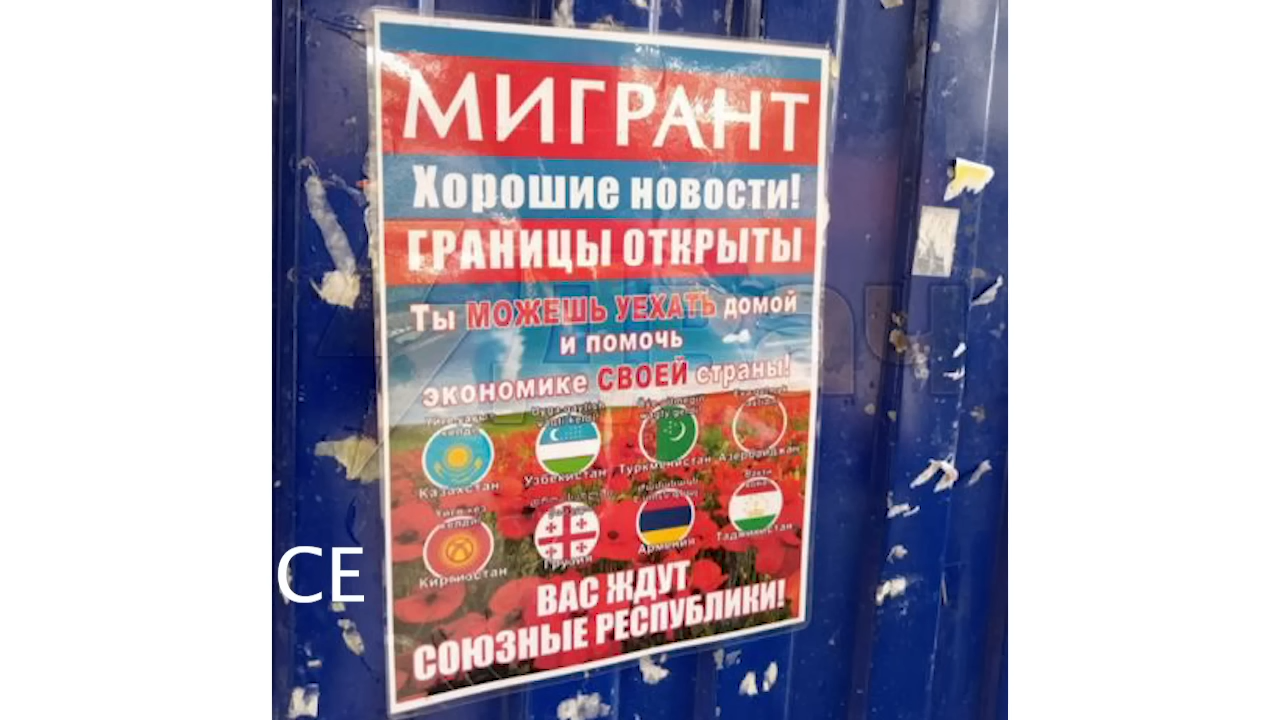 МИГРАНТ
Хорошие новости!
ГРАНИЦЫ ОТКРЫТЫ
Ты МОЖЕШЬ УЕХАТЬ домой
и помочь
экономике СВОЕЙ страны!
Казахстан
Узбекистан
Туркменистан
Азербайджан
Киргизстан
Грузия
Армения
Таджикистан
ВАС ЖДУТ
СОЮЗНЫЕ РЕСПУБЛИКИ!
CE